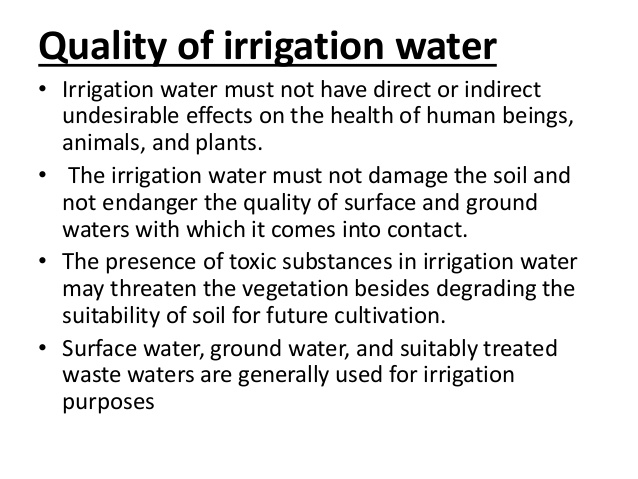 Quality of irrigation water
• Irrigation water must not have direct or indirect
undesirable effects on the health of human beings,
animals, and plants.
• The irrigation water must not damage the soil and
not endanger the quality of surface and ground
waters with which it comes into contact.
• The presence of toxic substances in irrigation water
may threaten the vegetation besides degrading the
suitability of soil for future cultivation.
• Surface water, ground water, and suitably treated
waste waters are generally used for irrigation
purposes